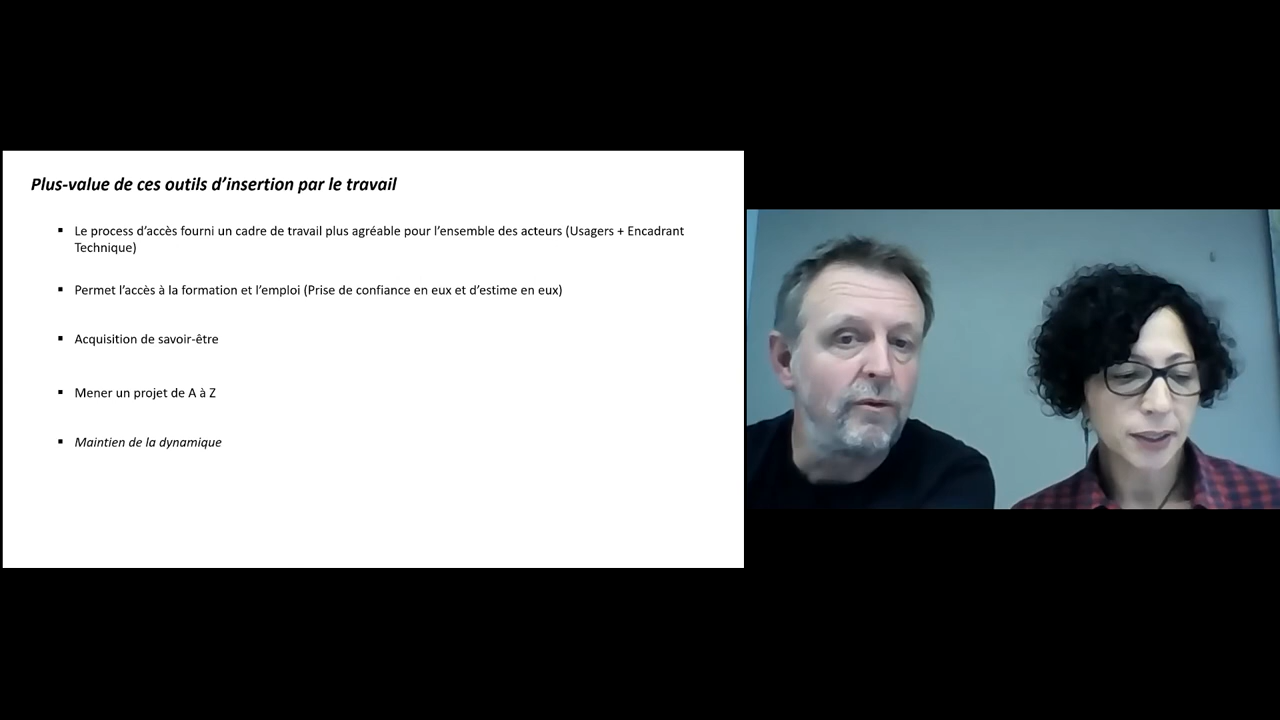 Plus-value de ces outils d’insertion par le travail
▪ Le process d’accès fourni un cadre de travail plus agréable pour l’ensemble des acteurs (Usagers + Encadrant
Technique)
▪ Permet l’accès à la formation et l’emploi (Prise de confiance en eux et d’estime en eux)
▪ Acquisition de savoir-être
▪ Mener un projet de A à Z
▪ Maintien de la dynamique